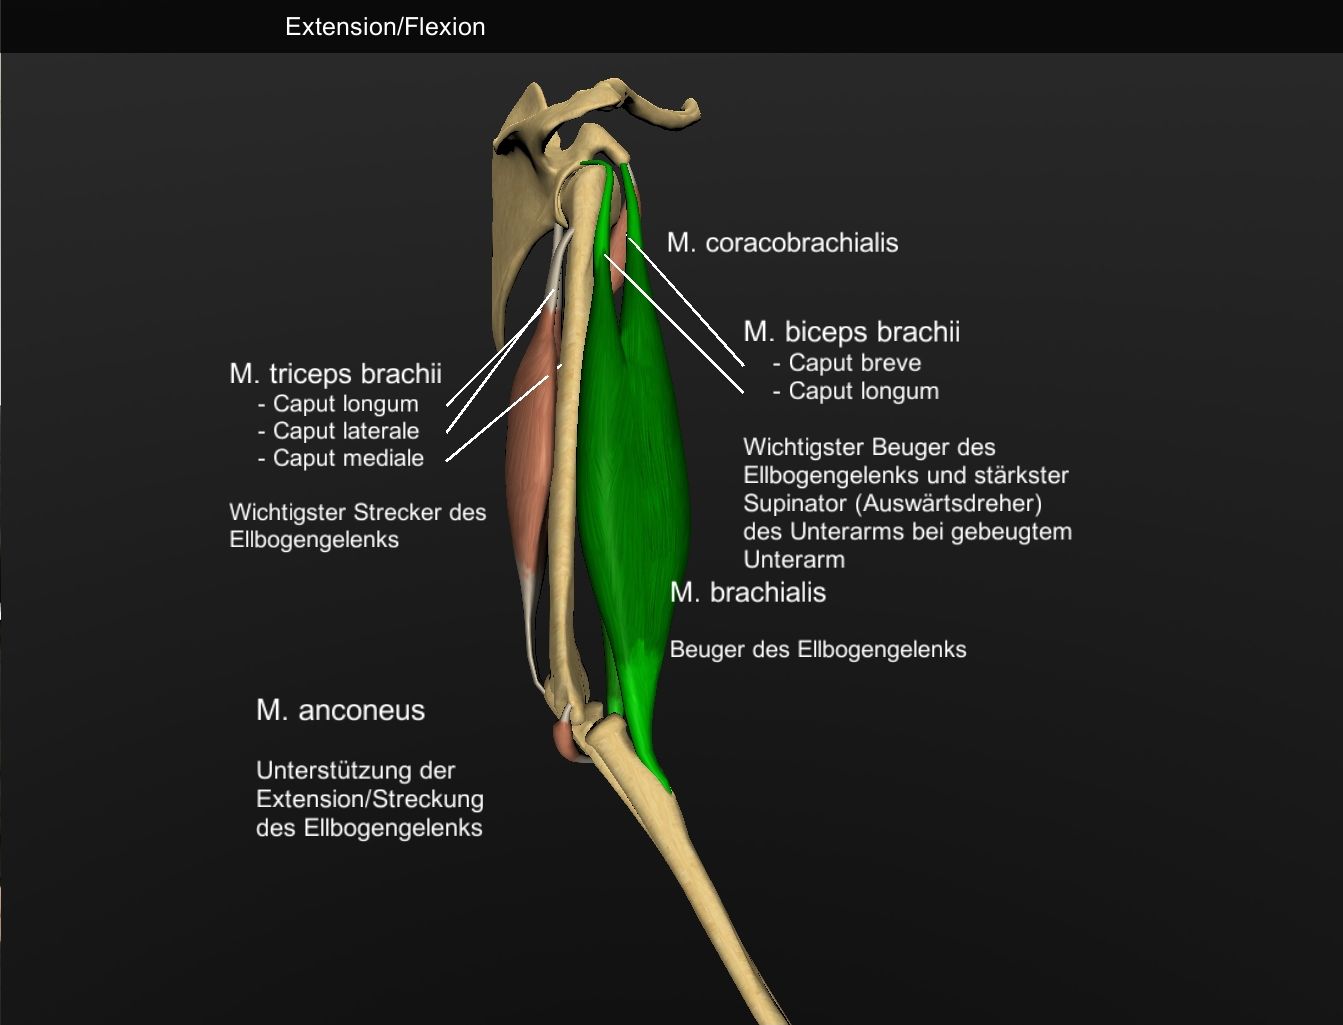 Extension/Flexion
M. coracobrachialis
M. biceps brachii
- Caput breve
- Caput longum
Wichtigster Beuger des
Ellbogengelenks und stärkster
Supinator (Auswärtsdreher)
des Unterarms bei gebeugtem
Unterarm
M. triceps brachii
- Caput longum
- Caput laterale
- Caput mediale
Wichtigster Strecker des
Ellbogengelenks
M. brachialis
Beuger des Ellbogengelenks
M. anconeus
Unterstützung der
Extension/Streckung
des Ellbogengelenks